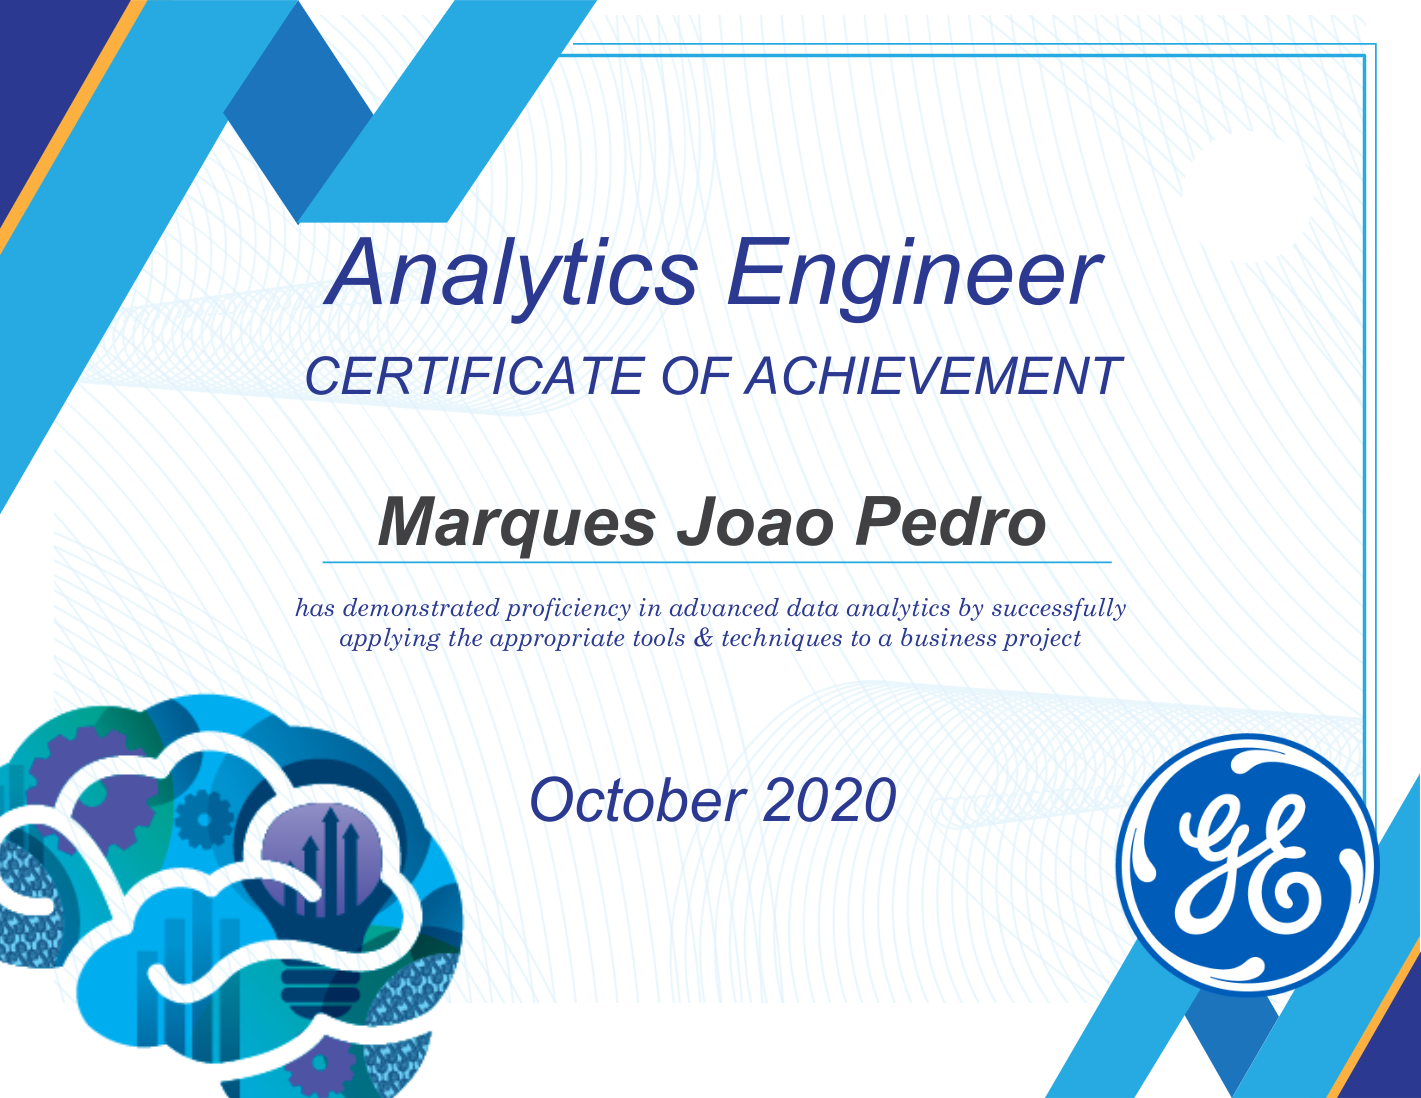 Analytics Engineer
CERTIFICATE OF ACHIEVEMENT
Marques Joao Pedro
has demonstrated proficiency in advanced data analytics by successfully
applying the appropriate tools & techniques to a business project
October 2020
GE